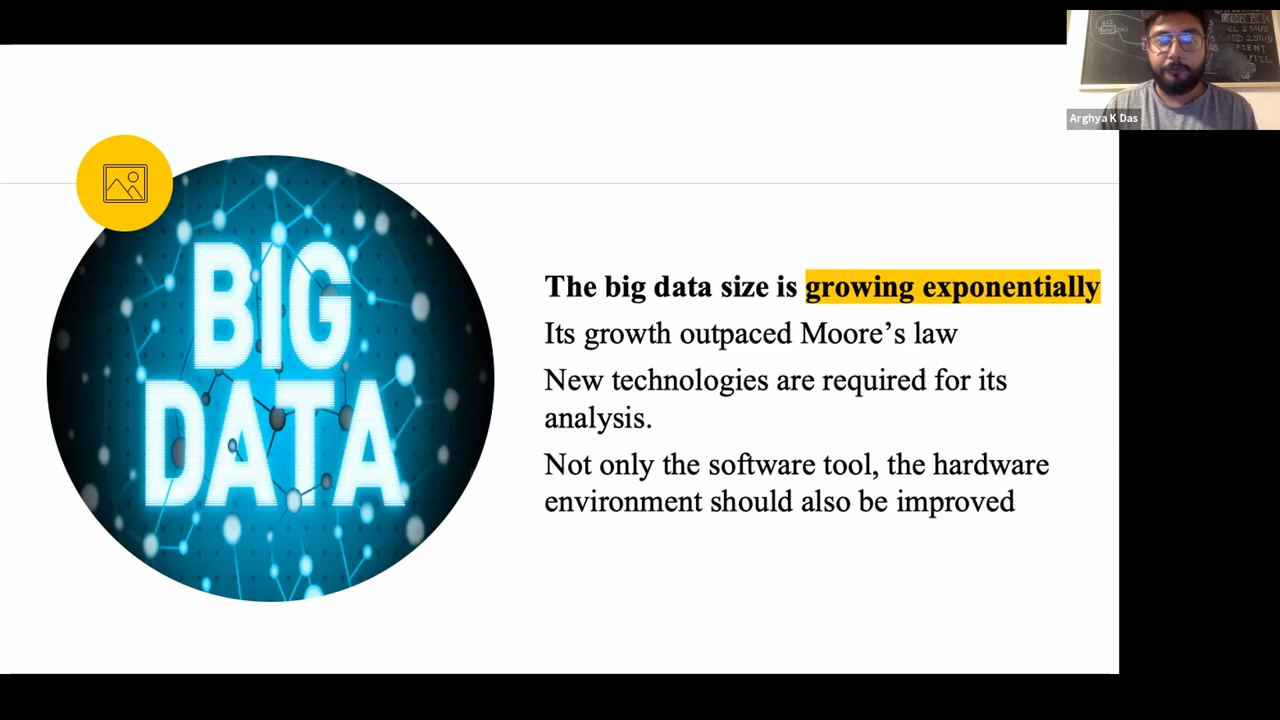 Arghya K Das
BIG
DATA
The big data size is growing exponentially
Its growth outpaced Moore’s law
New technologies are required for its
analysis.
Not only the software tool, the hardware
environment should also be improved